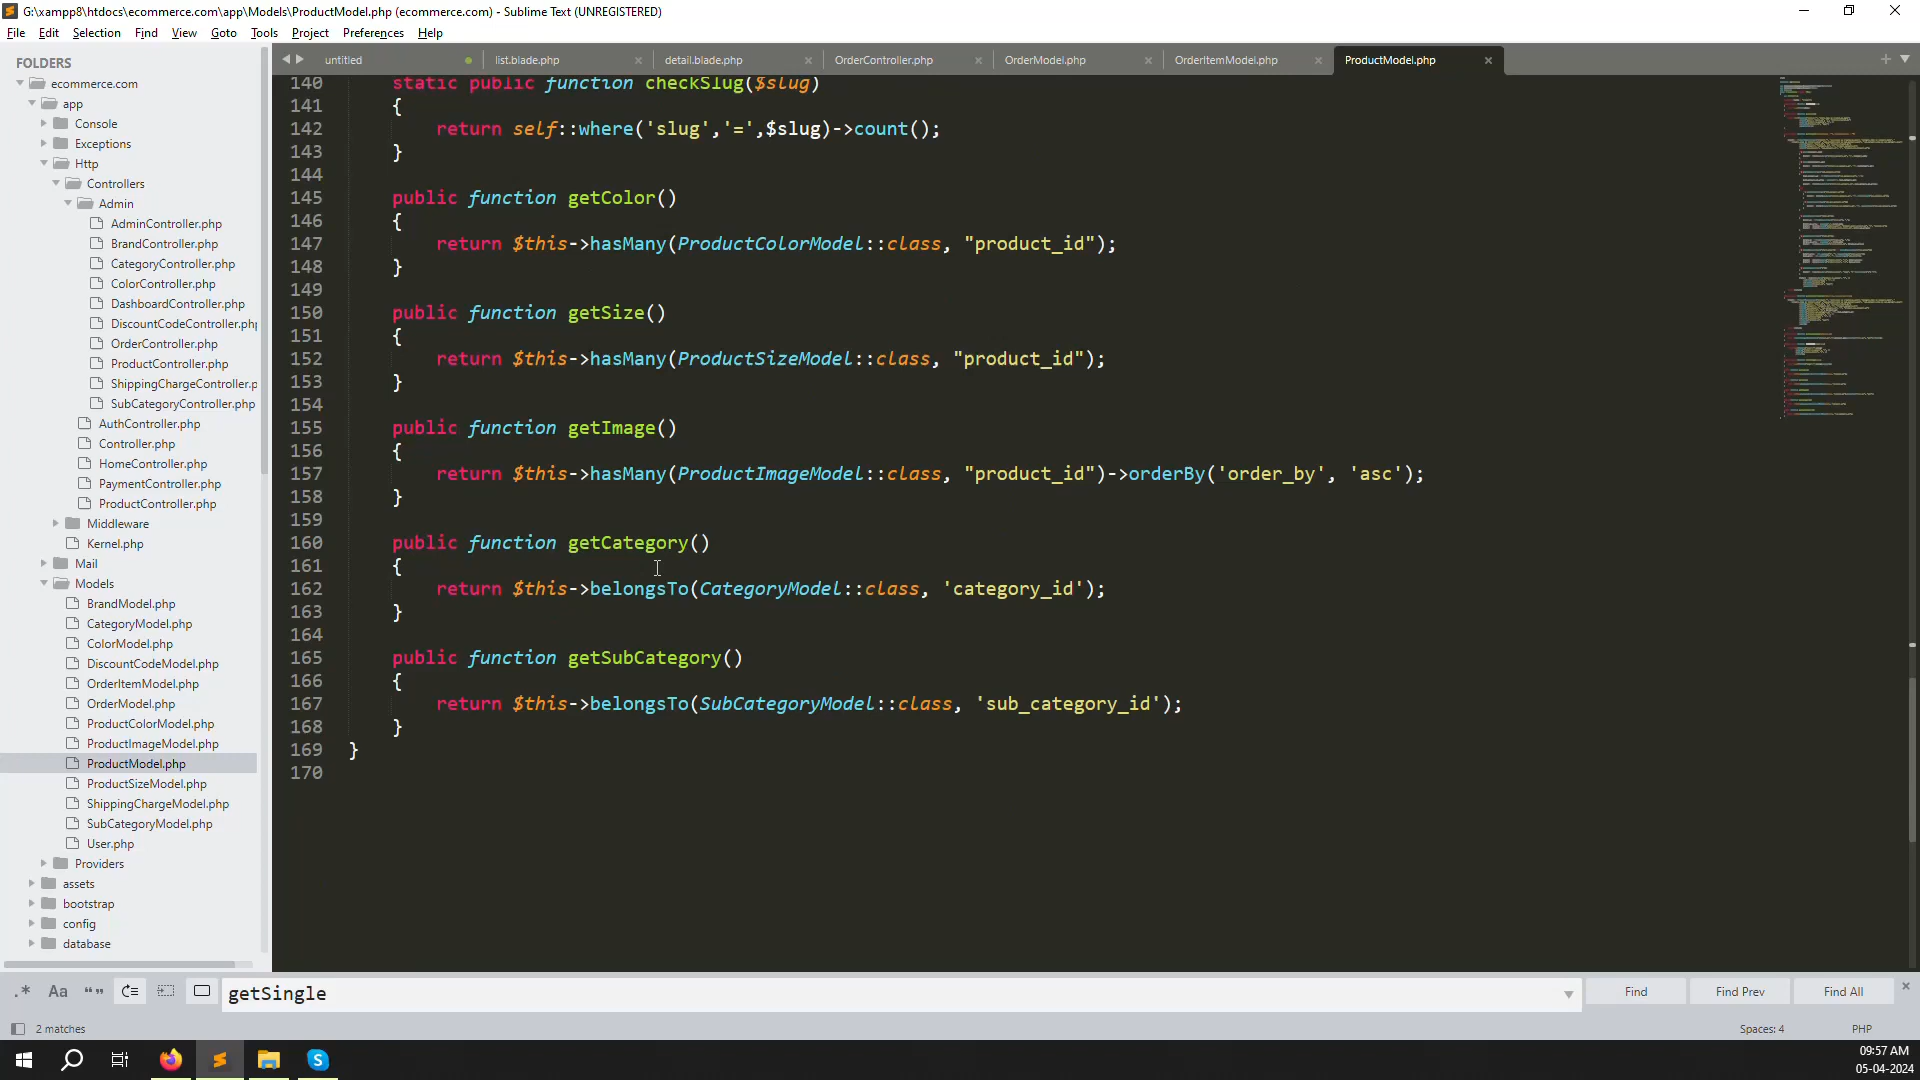 G:\xampp8\htdocs\ecommerce.com\app\Models\ProductModel.php (ecommerce.com) - Sublime Text (UNREGISTERED)
File Edit Selection Find View Goto Tools Project Preferences Help
FOLDERS
ecommerce.com
app
Console
Exceptions
Http
Controllers
Admin
AdminController.php
BrandController.php
CategoryController.php
ColorController.php
DashboardController.php
DiscountCodeController.php
OrderController.php
ProductController.php
ShippingChargeController.p
SubCategoryController.php
AuthController.php
Controller.php
HomeController.php
PaymentController.php
ProductController.php
Middleware
Kernel.php
Mail
Models
BrandModel.php
CategoryModel.php
ColorModel.php
DiscountCodeModel.php
OrderItemModel.php
OrderModel.php
ProductColorModel.php
ProductImageModel.php
ProductModel.php
ProductSizeModel.php
ShippingChargeModel.php
SubCategoryModel.php
User.php
Providers
assets
bootstrap
config
database
untitled list.blade.php detail.blade.php OrderController.php OrderModel.php OrderItemModel.php ProductModel.php
140 static public function checkSlug($slug)
141 {
142 return self::where('slug','=',$slug)->count();
143 }
144
145 public function getColor()
146 {
147 return $this->hasMany(ProductColorModel::class, "product_id");
148 }
149
150 public function getSize()
151 {
152 return $this->hasMany(ProductSizeModel::class, "product_id");
153 }
154
155 public function getImage()
156 {
157 return $this->hasMany(ProductImageModel::class, "product_id")->orderBy('order_by', 'asc');
158 }
159
160 public function getCategory()
161 {
162 return $this->belongsTo(CategoryModel::class, 'category_id');
163 }
164
165 public function getSubCategory()
166 {
167 return $this->belongsTo(SubCategoryModel::class, 'sub_category_id');
168 }
169 }
170
.* Aa “” getSingle Find Find Prev Find All
2 matches Spaces: 4 PHP
09:57 AM
05-04-2024